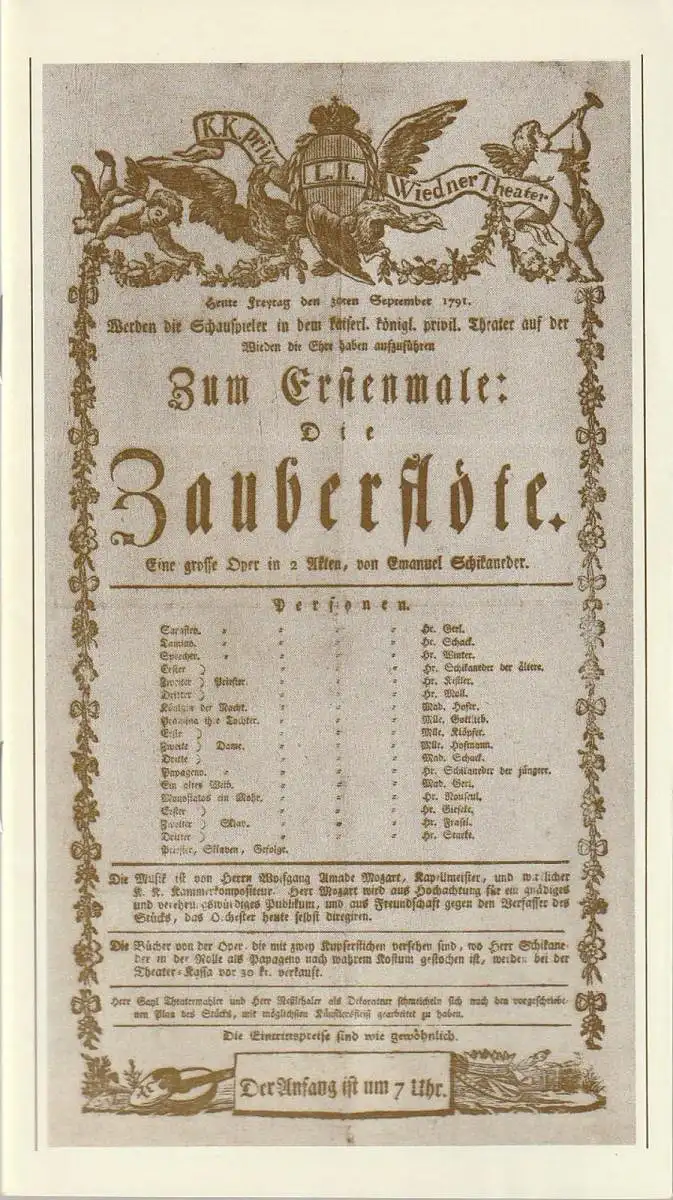 K.K. priv.
L. H.
Wiedner Theater
Heute Freytag den 30ten September 1791.
Werden die Schauspieler in dem kaiserl. königl. privil. Theater auf der
Wieden die Ehre haben aufzuführen
Zum Erstenmale:
Die
Zauberflöte.
Eine grosse Oper in 2 Akten, von Emanuel Schikaneder.
Personen.
Sarastro. Hr. Gerl.
Tamino. Hr. Schack.
Sprecher. Hr. Winter.
Erster ) Hr. Schikaneder der ältere.
Zweiter ) Priester. Hr. Kistler.
Dritter ) Hr. Moll.
Königin der Nacht. Mad. Hofer.
Pramina ihre Tochter. Mlle. Gottlieb.
Erste ) Mlle. Klöpfer.
Zweite ) Dame. Mlle. Hofmann.
Dritte ) Mad. Schack.
Papageno. Hr. Schikaneder der jüngere.
Ein altes Weib. Mad. Gerl.
Monostatos ein Mohr. Hr. Nouseul.
Erster ) Hr. Gieseke.
Zweiter ) Sklav. Hr. Frasel.
Dritter ) Hr. Starke.
Priester, Sklaven, Gefolge.
Die Musik ist von Herrn Wolfgang Amade Mozart, Kapellmeister, und wirklicher
K. K. Kammerkompositeur. Herr Mozart wird aus Hochachtung für ein gnädiges
und verehrungswürdiges Publikum, und aus Freundschaft gegen den Verfasser des
Stücks, das Orchester heute selbst dirigiren.
Die Bücher von der Oper, die mit zwey Kupferstichen versehen sind, wo Herr Schikane-
der in der Rolle als Papageno nach wahrem Kostum gestochen ist, werden bei der
Theater-Kassa vor 30 kr. verkauft.
Herr Gayl Theatermahler und Herr Neßlthaler als Dekorateur schmeicheln sich nach den vorgeschriebe-
nen Plan des Stücks, mit möglichsten Künstlersfleiß gearbeitet zu haben.
Die Eintrittspreise sind wie gewöhnlich.
Der Anfang ist um 7 Uhr.